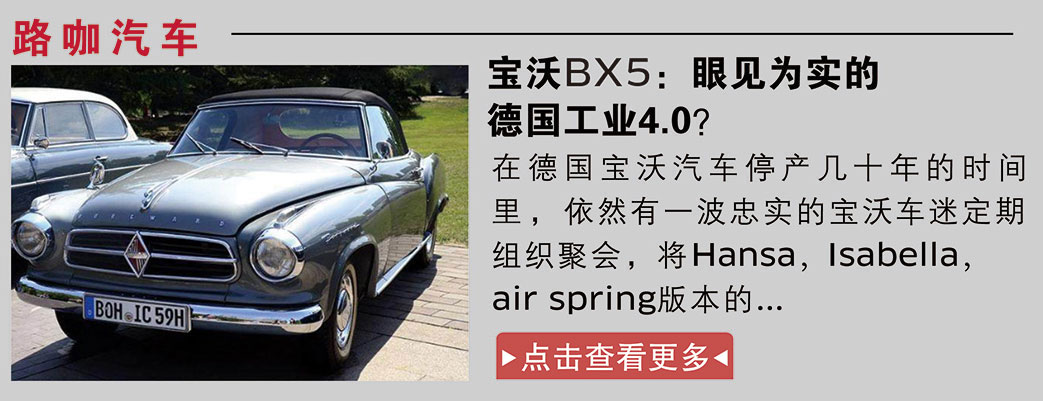 路咖汽车
宝沃BX5：眼见为实的
德国工业4.0？
在德国宝沃汽车停产几十年的时间
里，依然有一波忠实的宝沃车迷定期
组织聚会，将Hansa，Isabella，
air spring版本的...
点击查看更多
BORGWARD
BOH IC 59H